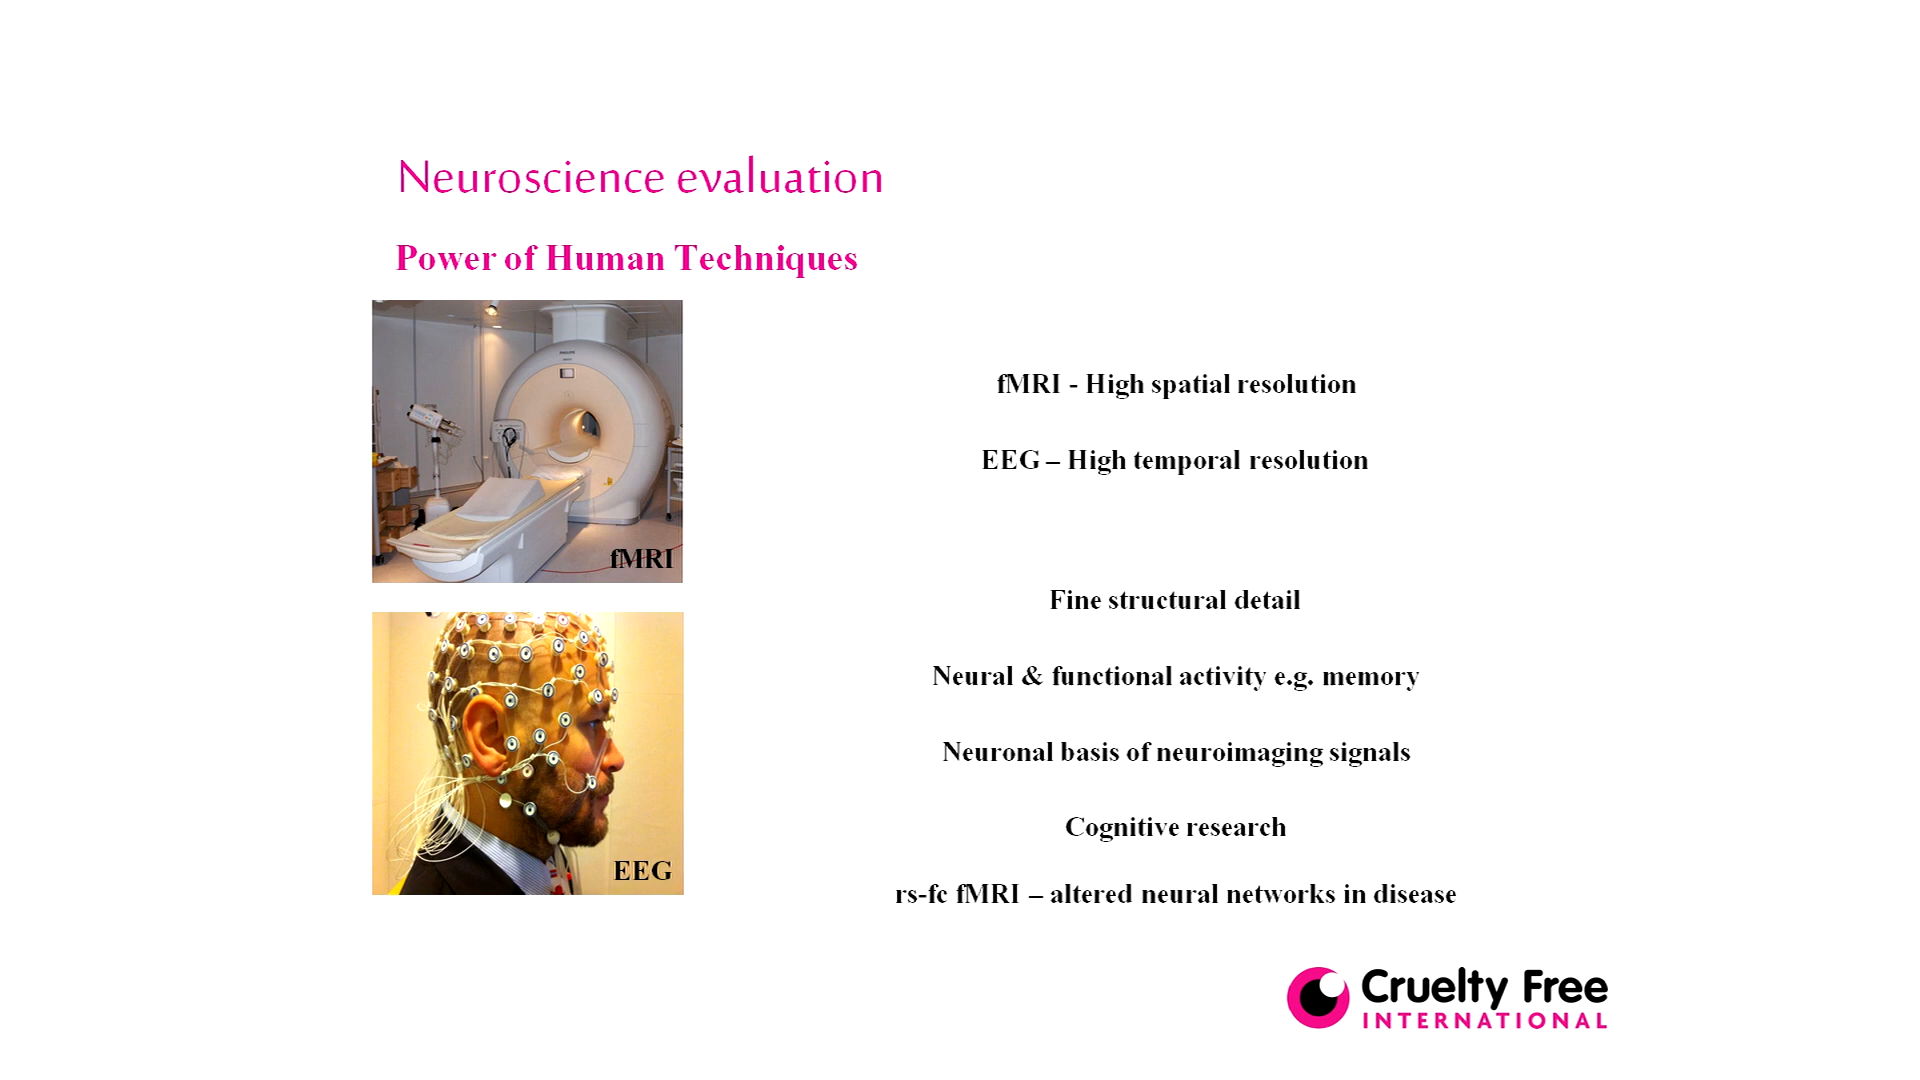 Neuroscience evaluation
Power of Human Techniques
fMRI
EEG
fMRI - High spatial resolution
EEG – High temporal resolution
Fine structural detail
Neural & functional activity e.g. memory
Neuronal basis of neuroimaging signals
Cognitive research
rs-fc fMRI – altered neural networks in disease
Cruelty Free
INTERNATIONAL